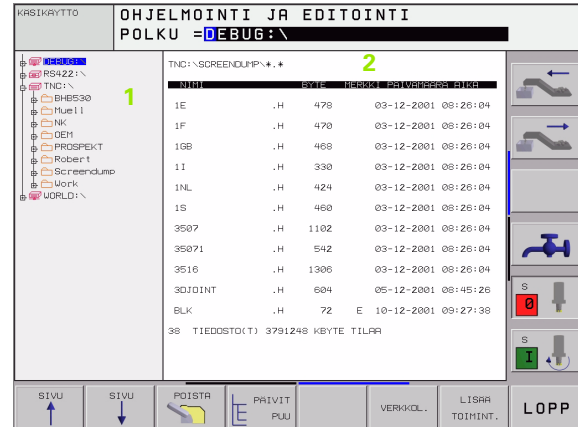 KASIKAYTTO
OHJELMOINTI JA EDITOINTI
POLKU =DEBUG:\
DEBUG:\
RS422:\
TNC:\
BHB530
Muell
NK
OEM
PROSPEKT
Robert
Screendump
Work
WORLD:\
1
TNC:\SCREENDUMP\*.*
2
NIMI BYTE MERKKI PAIVAMAARA AIKA
1E .H 478 03-12-2001 08:26:04
1F .H 470 03-12-2001 08:26:04
1GB .H 468 03-12-2001 08:26:04
1I .H 330 03-12-2001 08:26:04
1NL .H 424 03-12-2001 08:26:04
1S .H 460 03-12-2001 08:26:04
3507 .H 1102 03-12-2001 08:26:04
35071 .H 542 03-12-2001 08:26:04
3516 .H 1306 03-12-2001 08:26:04
3DJOINT .H 604 05-12-2001 08:45:26
BLK .H 72 E 10-12-2001 09:27:38
38 TIEDOSTO(T) 3791248 KBYTE TILAA
S
0
S
I
SIVU
SIVU
POISTA
PAIVIT
PUU
VERKKOL.
LISAA
TOIMINT.
LOPP